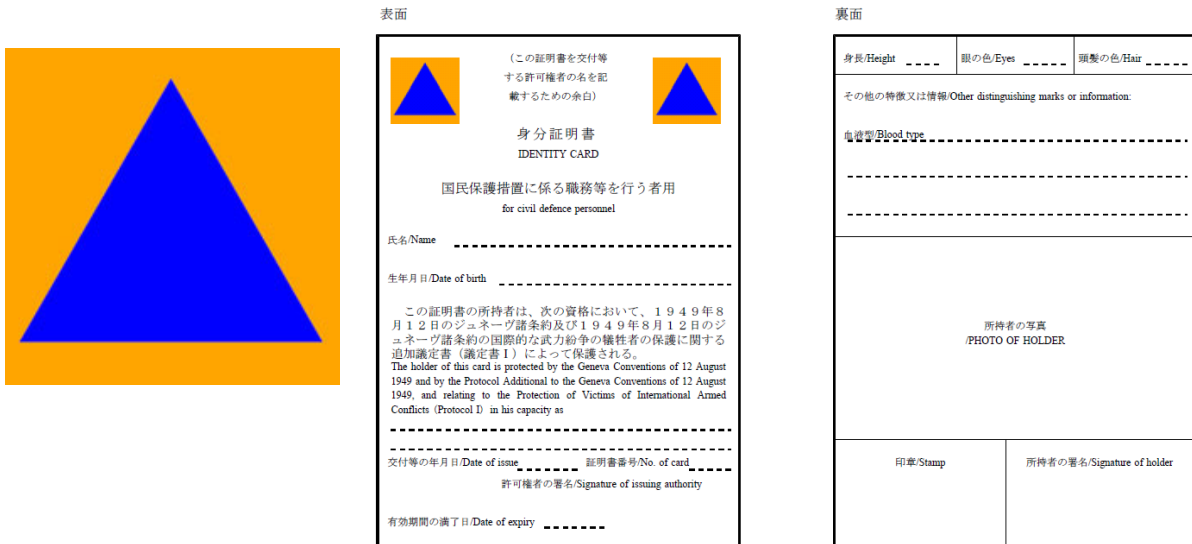 表面
(この証明書を交付等
する許可権者の名を記
載するための余白)
身分証明書
IDENTITY CARD
国民保護措置に係る職務等を行う者用
for civil defence personnel
氏名/Name
生年月日/Date of birth
この証明書の所持者は、次の資格において、1949年8
月12日のジュネーヴ諸条約及び1949年8月12日のジ
ュネーヴ諸条約の国際的な武力紛争の犠牲者の保護に関する
追加議定書(議定書Ⅰ)によって保護される。
The holder of this card is protected by the Geneva Conventions of 12 August
1949 and by the Protocol Additional to the Geneva Conventions of 12 August
1949, and relating to the Protection of Victims of International Armed
Conflicts (Protocol I) in his capacity as
交付等の年月日/Date of issue 証明書番号/No. of card
許可権者の署名/Signature of issuing authority
有効期間の満了日/Date of expiry
裏面
身長/Height 眼の色/Eyes 頭髪の色/Hair
その他の特徴又は情報/Other distinguishing marks or information:
血液型/Blood type
所持者の写真
/PHOTO OF HOLDER
印章/Stamp 所持者の署名/Signature of holder